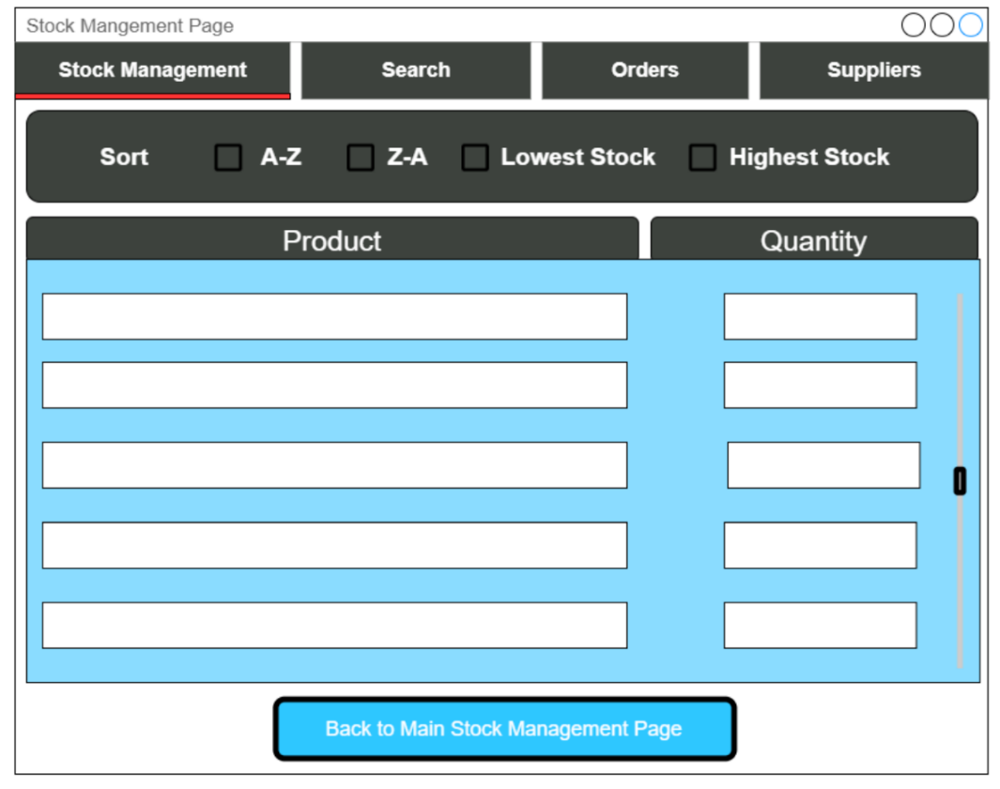 Stock Mangement Page
Stock Management Search Orders Suppliers
Sort A-Z Z-A Lowest Stock Highest Stock
Product Quantity
Back to Main Stock Management Page